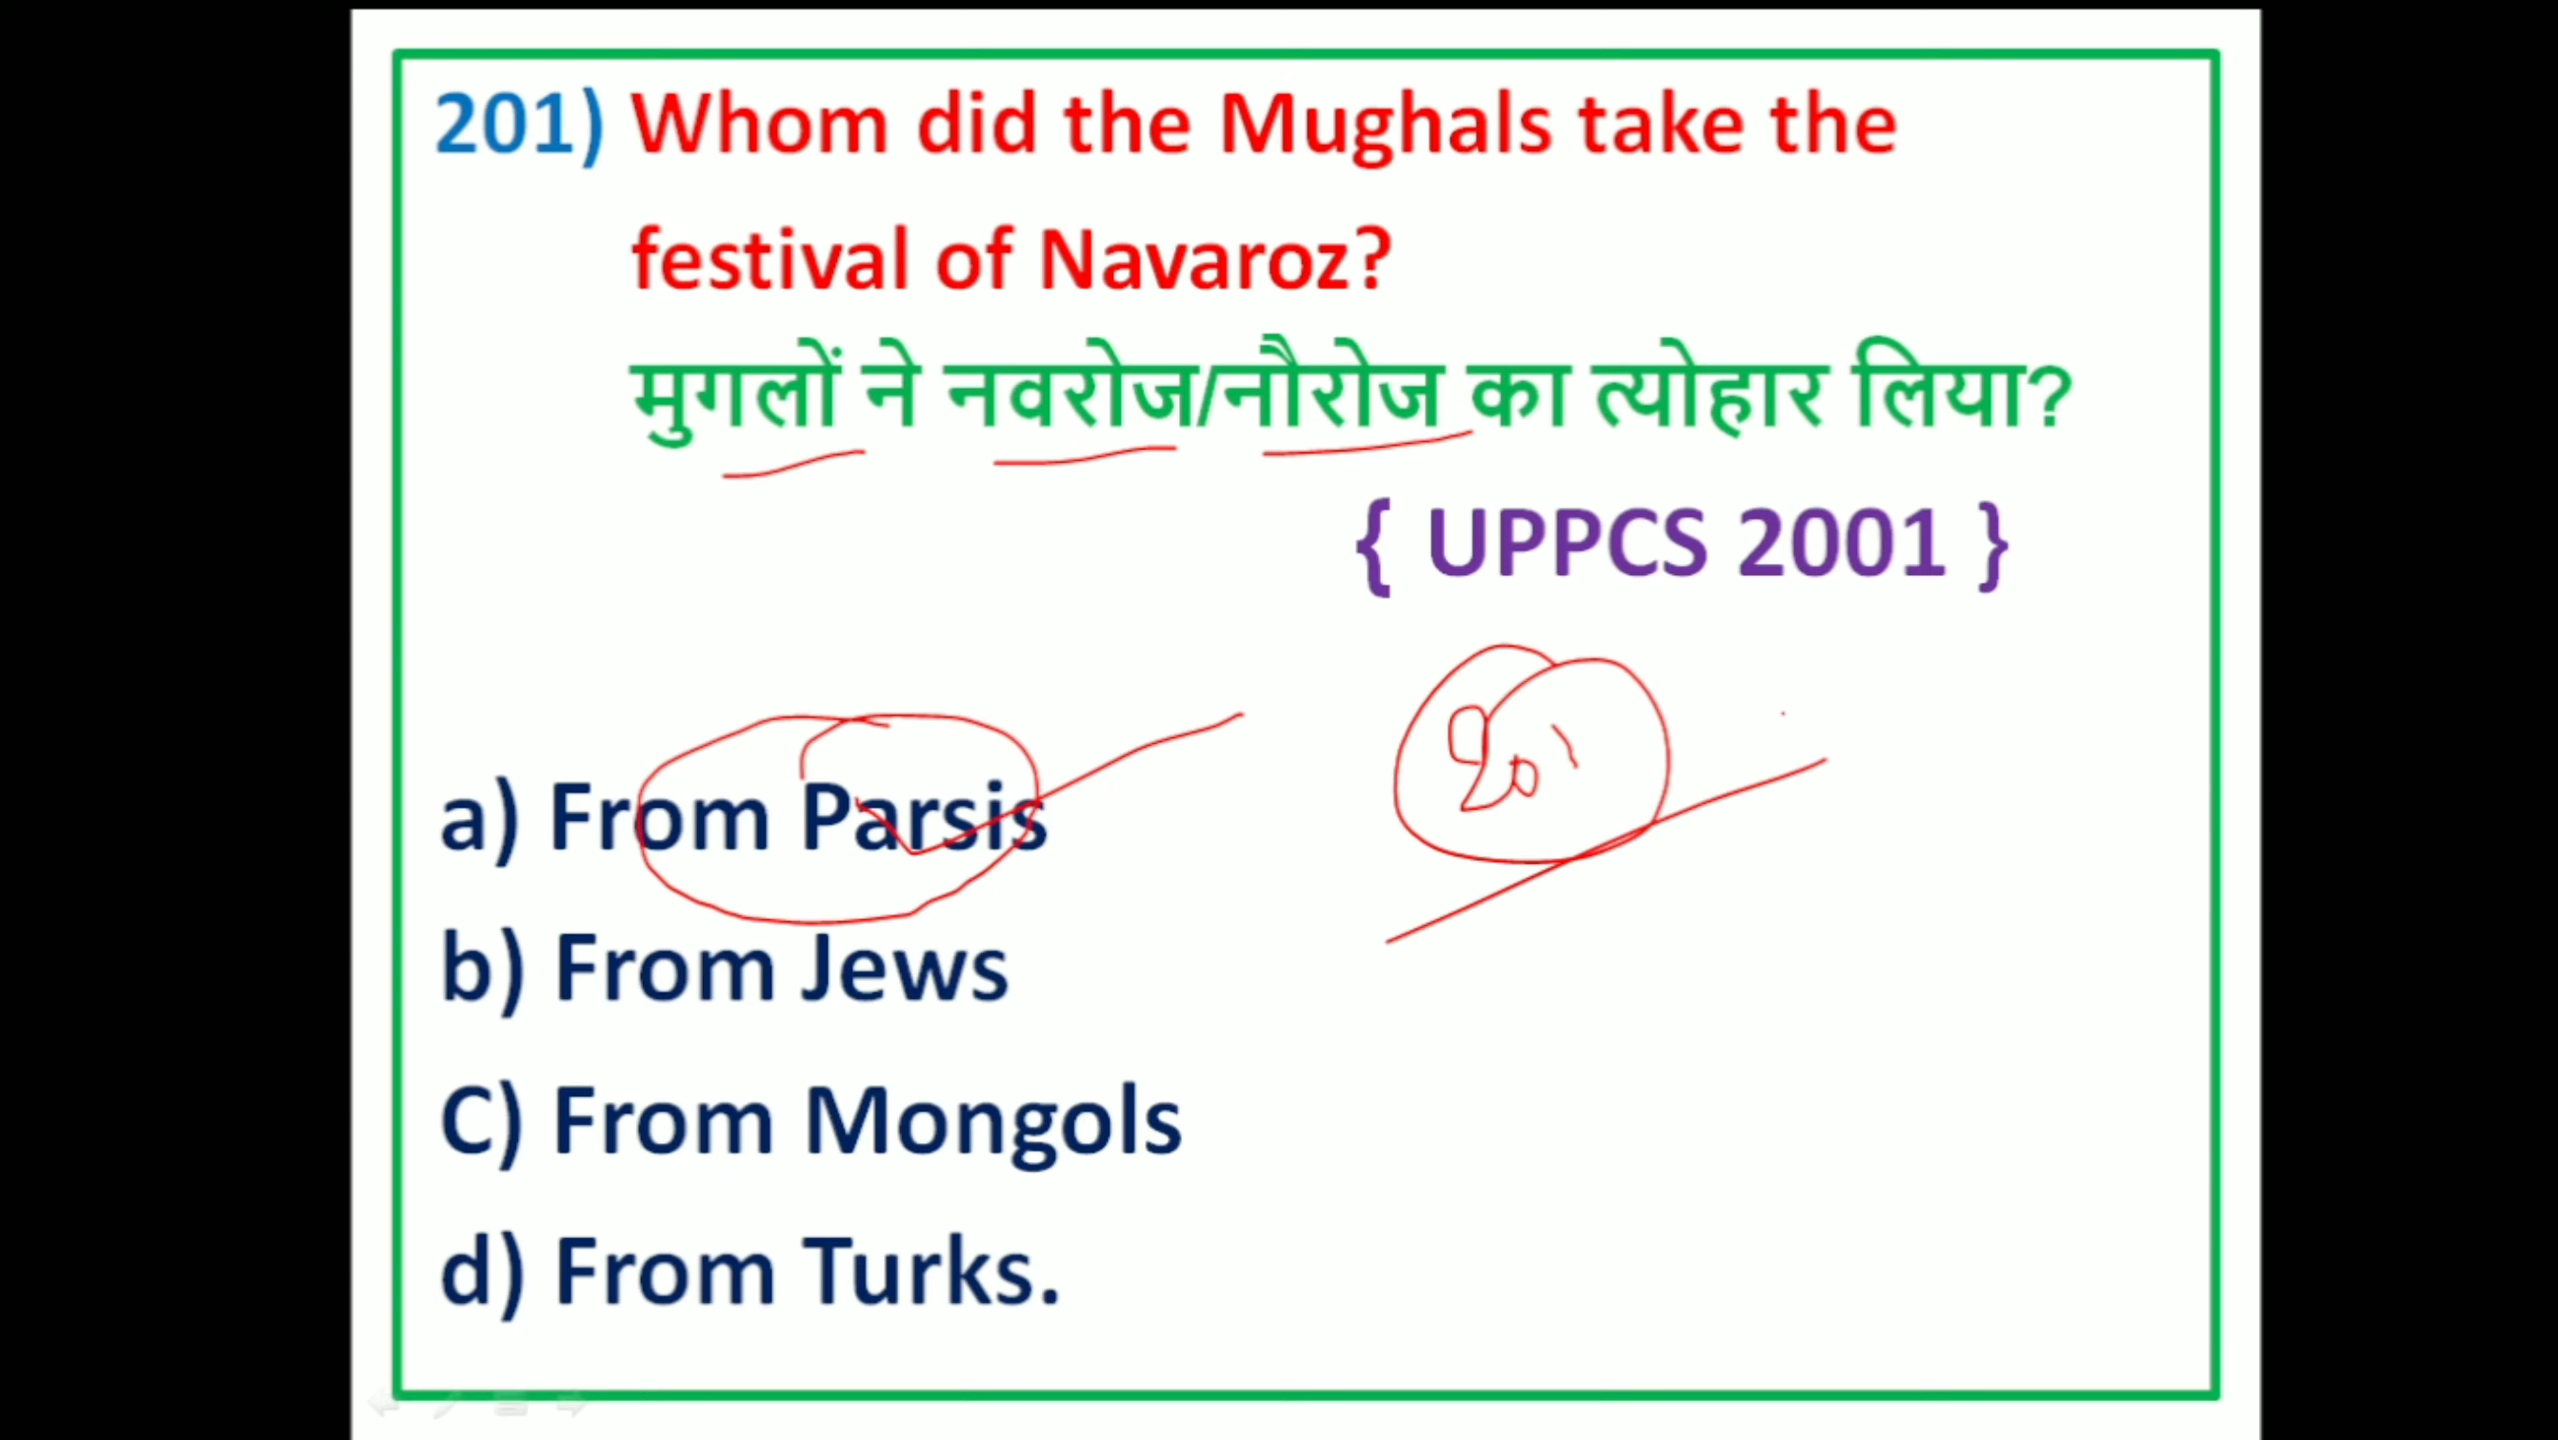 201) Whom did the Mughals take the
festival of Navaroz?
मुगलों ने नवरोज/नौरोज का त्योहार लिया?
{ UPPCS 2001 }
a) From Parsis
b) From Jews
C) From Mongols
d) From Turks.